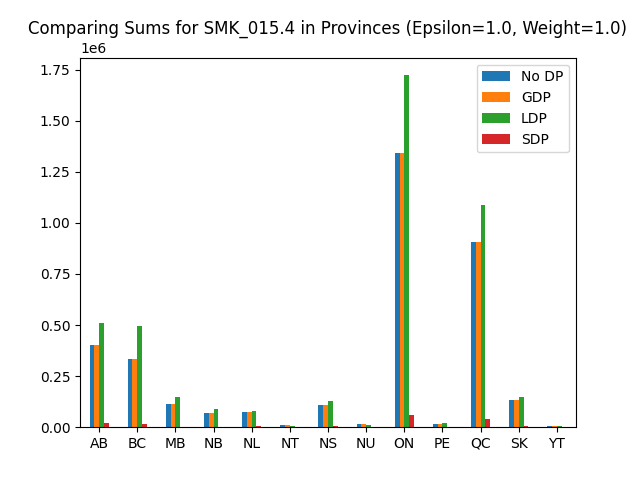 Comparing Sums for SMK_015.4 in Provinces (Epsilon=1.0, Weight=1.0)
1e6
No DP
GDP
LDP
SDP
1.75
1.50
1.25
1.00
0.75
0.50
0.25
0.00
AB BC MB NB NL NT NS NU ON PE QC SK YT